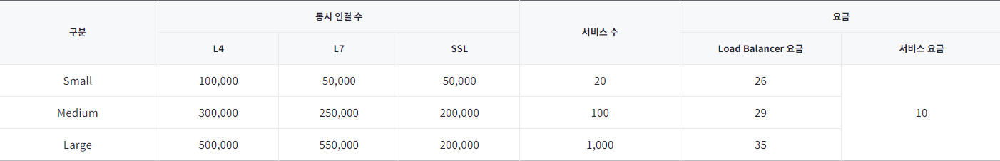 구분 동시 연결 수 서비스 수 요금
L4 L7 SSL Load Balancer 요금 서비스 요금
Small 100,000 50,000 50,000 20 26 10
Medium 300,000 250,000 200,000 100 29
Large 500,000 550,000 200,000 1,000 35